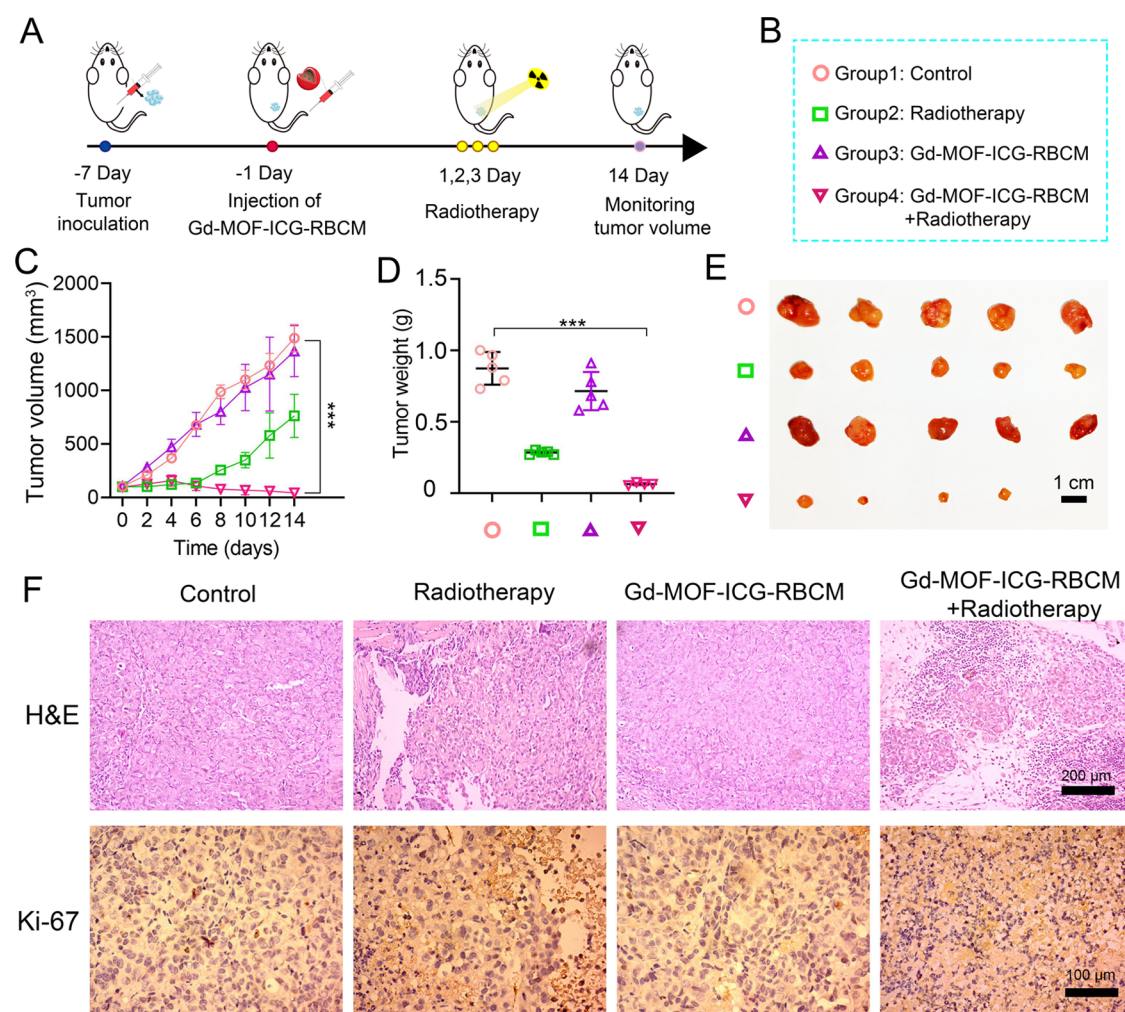 A
-7 Day
Tumor
inoculation
-1 Day
Injection of
Gd-MOF-ICG-RBCM
1,2,3 Day
Radiotherapy
14 Day
Monitoring
tumor volume
B
Group1: Control
Group2: Radiotherapy
Group3: Gd-MOF-ICG-RBCM
Group4: Gd-MOF-ICG-RBCM
+Radiotherapy
C
Tumor volume (mm³)
2000
1500
1000
500
0
0 2 4 6 8 10 12 14
Time (days)
***
D
Tumor weight (g)
1.5
1.0
0.5
0
***
E
1 cm
F
Control
Radiotherapy
Gd-MOF-ICG-RBCM
Gd-MOF-ICG-RBCM
+Radiotherapy
H&E
200 μm
Ki-67
100 μm